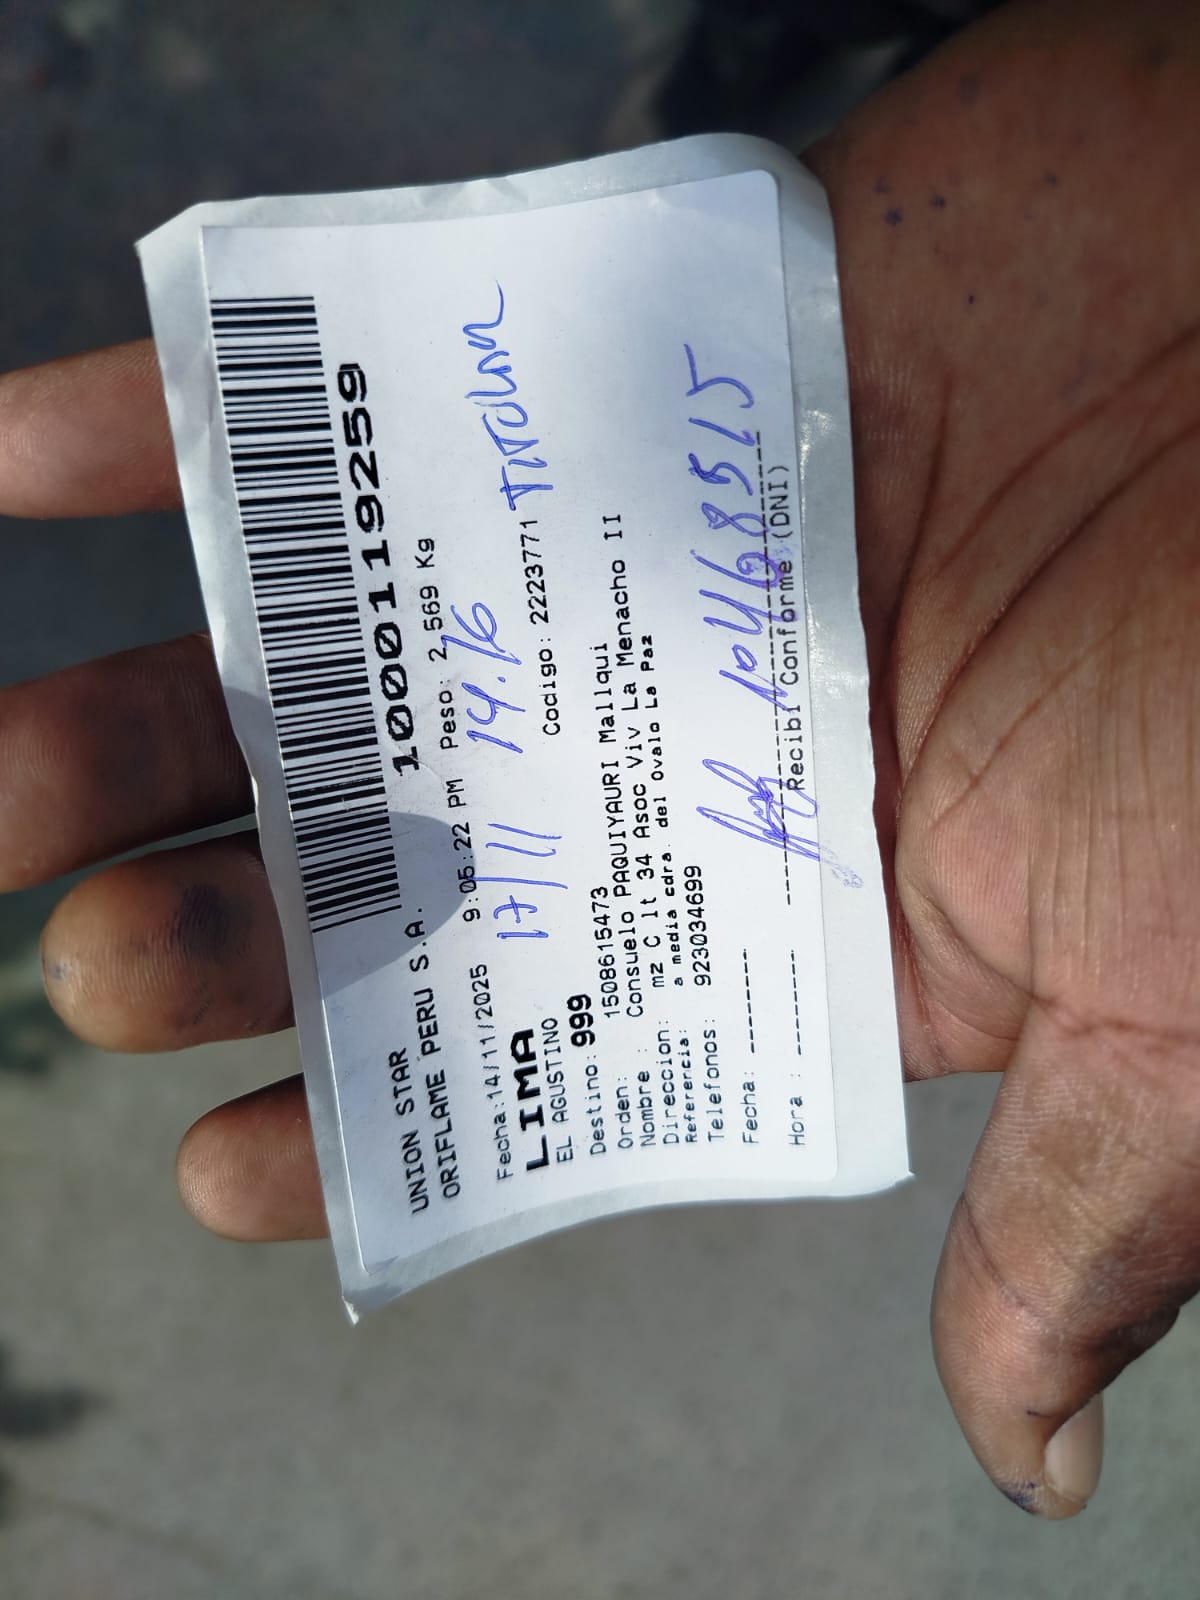 1000119259
UNION STAR
ORIFLAME PERU S.A.
Fecha:14/11/2025 9:05:22 PM Peso: 2,569 Kg
17/11 14:16
LIMA
EL AGUSTINO Codigo: 2223771 Titular
Destino: 999
Orden: 1508615473
Nombre : Consuelo PAQUIYAURI Mallqui
Direccion: mz C lt 34 Asoc Viv La Menacho II
Referencia: a media cdra. del Ovalo La Paz
Telefonos: 923034699
Fecha: --------
Hora : --------
Recibi Conforme (DNI)